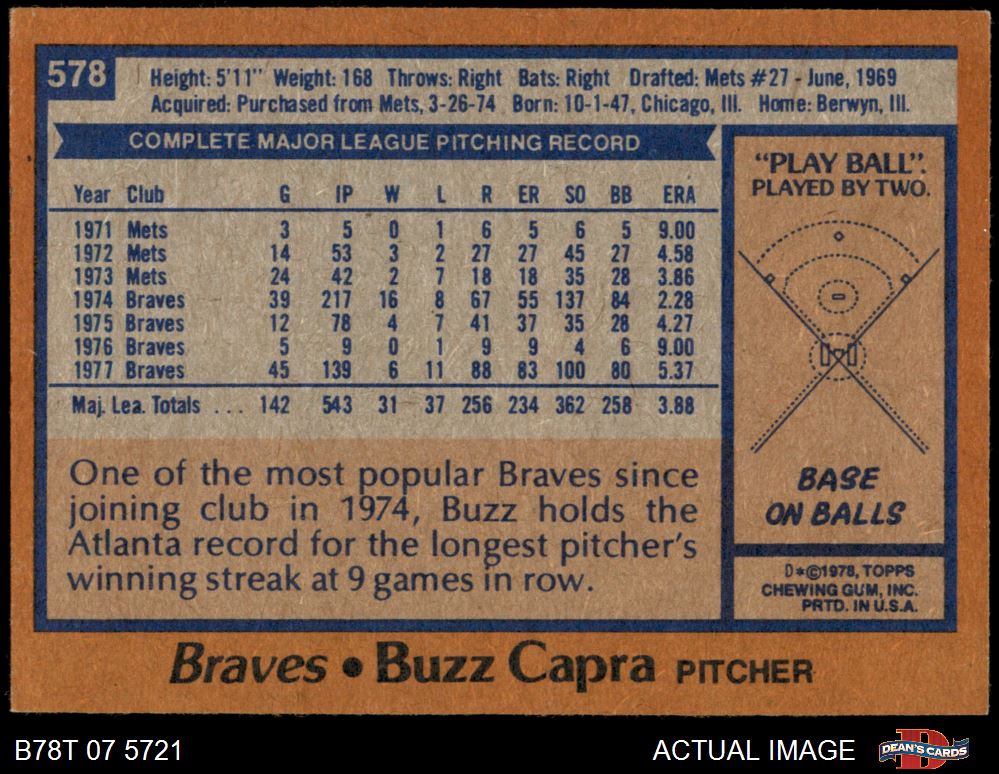 578
Height: 5'11" Weight: 168 Throws: Right Bats: Right Drafted: Mets #27 - June, 1969
Acquired: Purchased from Mets, 3-26-74 Born: 10-1-47, Chicago, Ill. Home: Berwyn, Ill.
COMPLETE MAJOR LEAGUE PITCHING RECORD
Year Club G IP W L R ER SO BB ERA
1971 Mets 3 5 0 1 6 5 6 5 9.00
1972 Mets 14 53 3 2 27 27 45 27 4.58
1973 Mets 24 42 2 7 18 18 35 28 3.86
1974 Braves 39 217 16 8 67 55 137 84 2.28
1975 Braves 12 78 4 7 41 37 35 28 4.27
1976 Braves 5 9 0 1 9 9 4 6 9.00
1977 Braves 45 139 6 11 88 83 100 80 5.37
Maj. Lea. Totals ... 142 543 31 37 256 234 362 258 3.88
One of the most popular Braves since
joining club in 1974, Buzz holds the
Atlanta record for the longest pitcher's
winning streak at 9 games in row.
"PLAY BALL".
PLAYED BY TWO.
BASE
ON BALLS
D*©1978, TOPPS
CHEWING GUM, INC.
PRTD. IN U.S.A.
Braves • Buzz Capra PITCHER
B78T 07 5721
ACTUAL IMAGE
DEAN'S CARDS